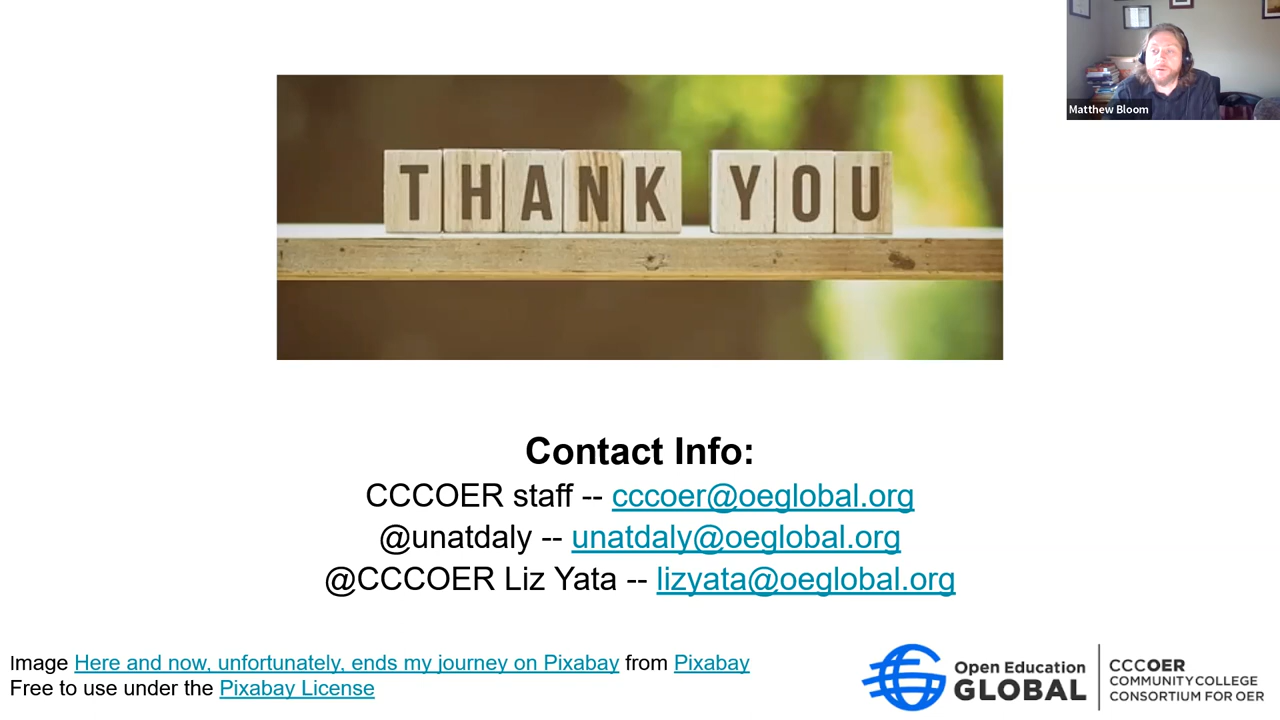 Matthew Bloom
THANK YOU
Contact Info:
CCCOER staff -- cccoer@oeglobal.org
@unatdaly -- unatdaly@oeglobal.org
@CCCOER Liz Yata -- lizyata@oeglobal.org
Image Here and now, unfortunately, ends my journey on Pixabay from Pixabay
Free to use under the Pixabay License
Open Education
GLOBAL
CCCOER
COMMUNITY COLLEGE
CONSORTIUM FOR OER